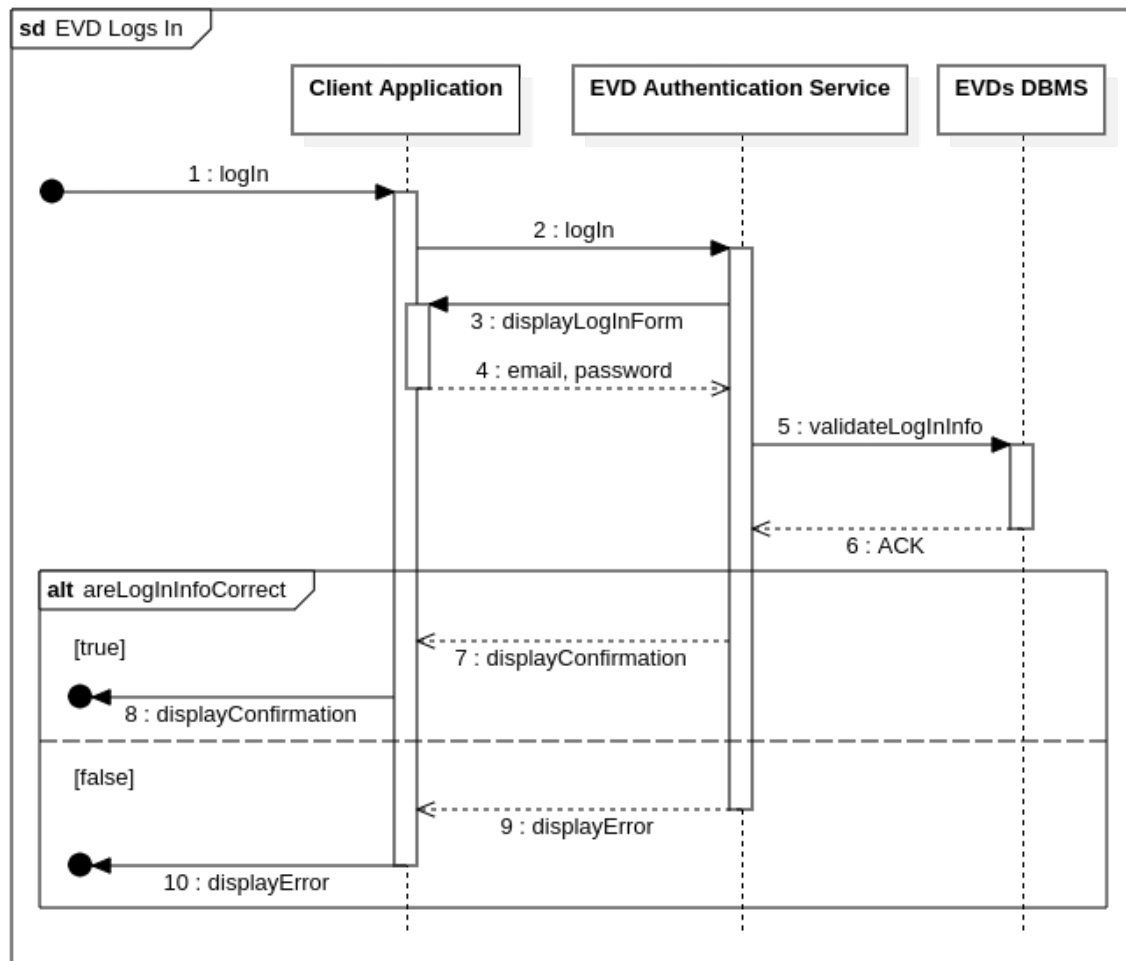 sd EVD Logs In
Client Application
EVD Authentication Service
EVDs DBMS
1 : logIn
2 : logIn
3 : displayLogInForm
4 : email, password
5 : validateLogInInfo
6 : ACK
alt areLogInInfoCorrect
[true]
7 : displayConfirmation
8 : displayConfirmation
[false]
9 : displayError
10 : displayError